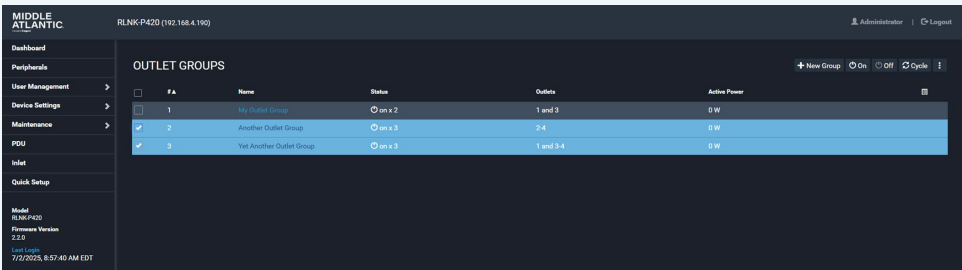 MIDDLE
ATLANTIC
RLNK-P420 (192.168.4.190)
Administrator | Logout
Dashboard
Peripherals
User Management
Device Settings
Maintenance
PDU
Inlet
Quick Setup
Model
RLNK-P420
Firmware Version
2.2.0
Last Login
7/2/2025, 8:57:40 AM EDT
OUTLET GROUPS
+ New Group On Off Cycle
# Name Status Outlets Active Power
1 My Outlet Group on x 2 1 and 3 0 W
2 Another Outlet Group on x 3 2-4 0 W
3 Yet Another Outlet Group on x 3 1 and 3-4 0 W